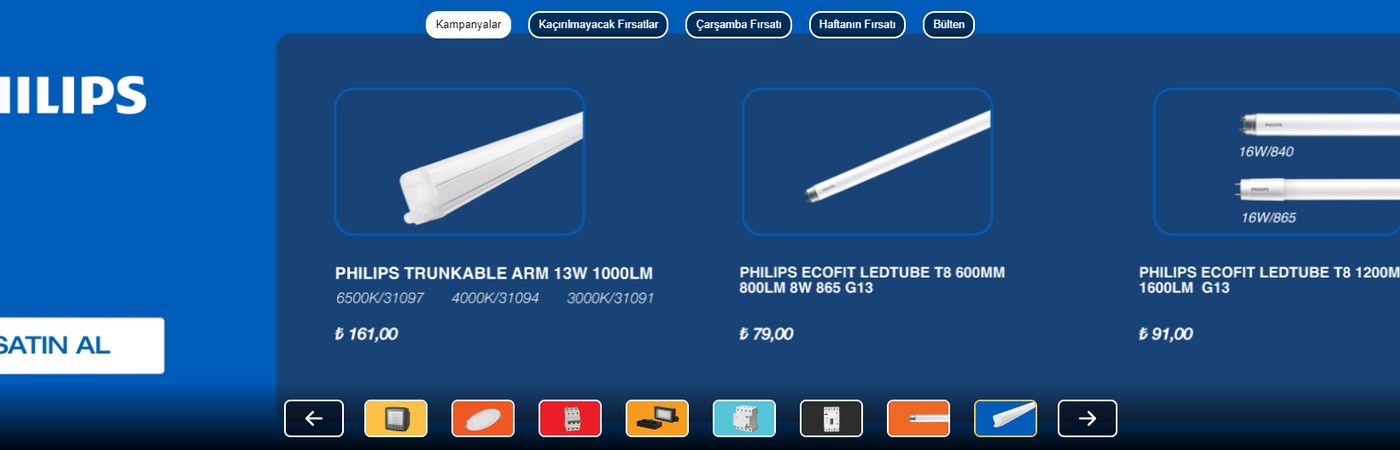 Kampanyalar
Kaçırılmayacak Fırsatlar
Çarşamba Fırsatı
Haftanın Fırsatı
Bülten
HILIPS
SATIN AL
PHILIPS TRUNKABLE ARM 13W 1000LM
6500K/31097 4000K/31094 3000K/31091
₺ 161,00
PHILIPS ECOFIT LEDTUBE T8 600MM
800LM 8W 865 G13
₺ 79,00
16W/840
16W/865
PHILIPS ECOFIT LEDTUBE T8 1200M
1600LM G13
₺ 91,00